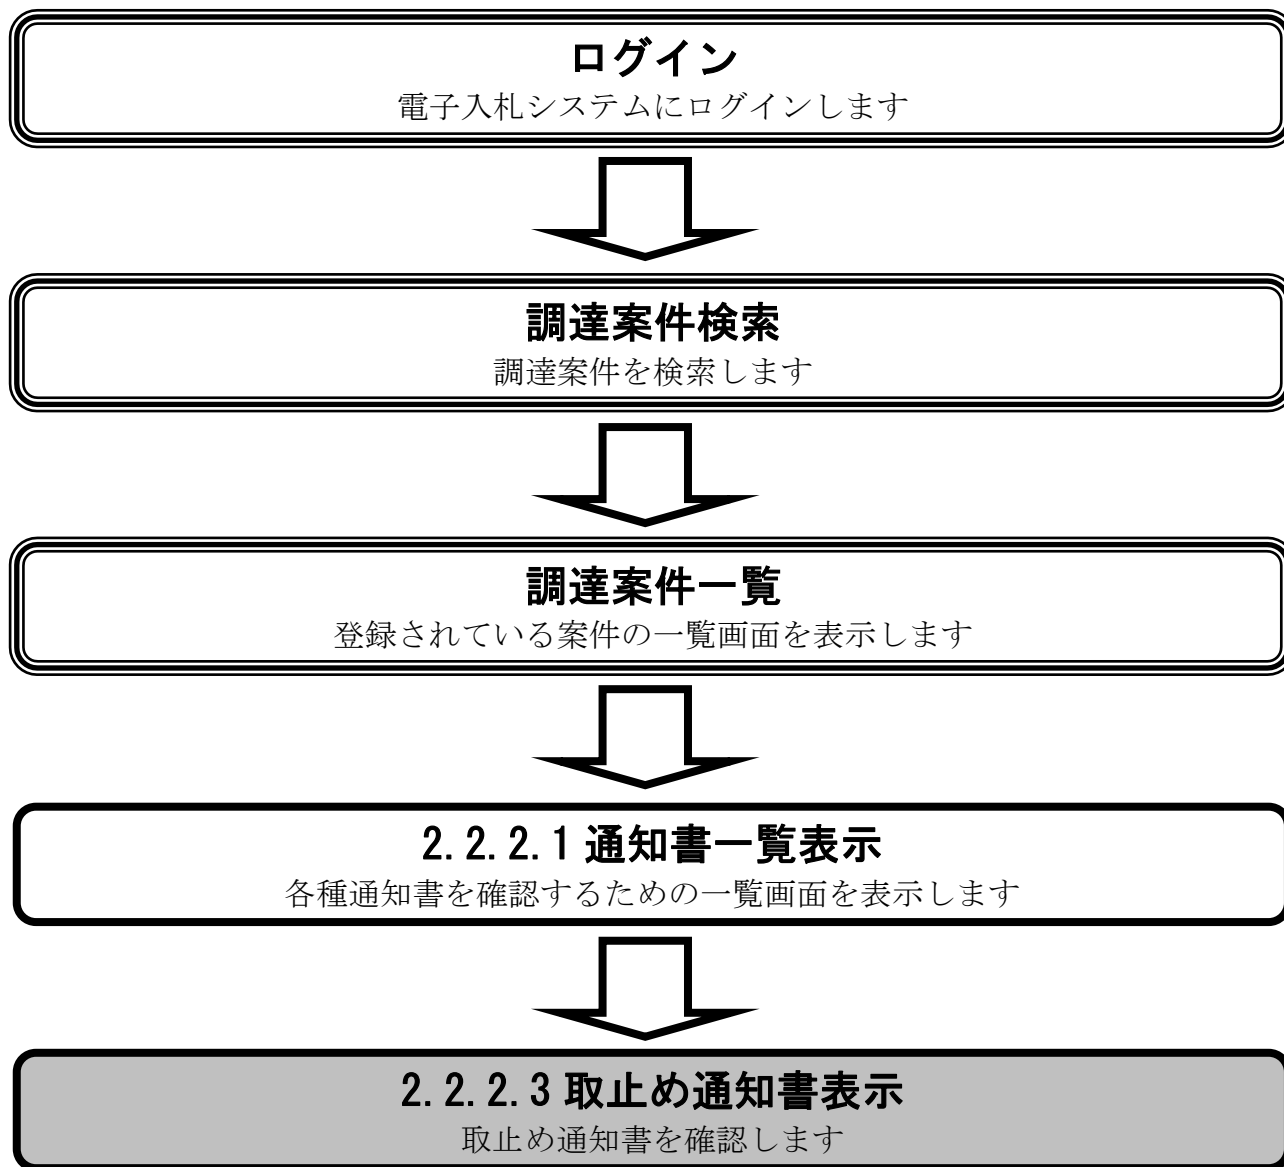 ログイン
電子入札システムにログインします
調達案件検索
調達案件を検索します
調達案件一覧
登録されている案件の一覧画面を表示します
2.2.2.1 通知書一覧表示
各種通知書を確認するための一覧画面を表示します
2.2.2.3 取止め通知書表示
取止め通知書を確認します